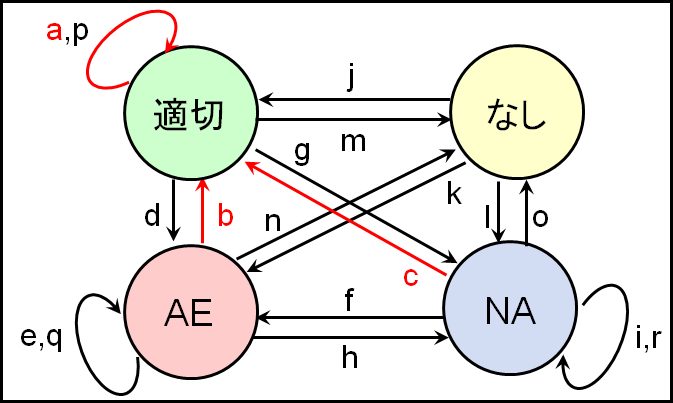 a,p
適切
j
m
なし
g
k
d
b
n
c
l
o
AE
f
h
NA
e,q
i,r